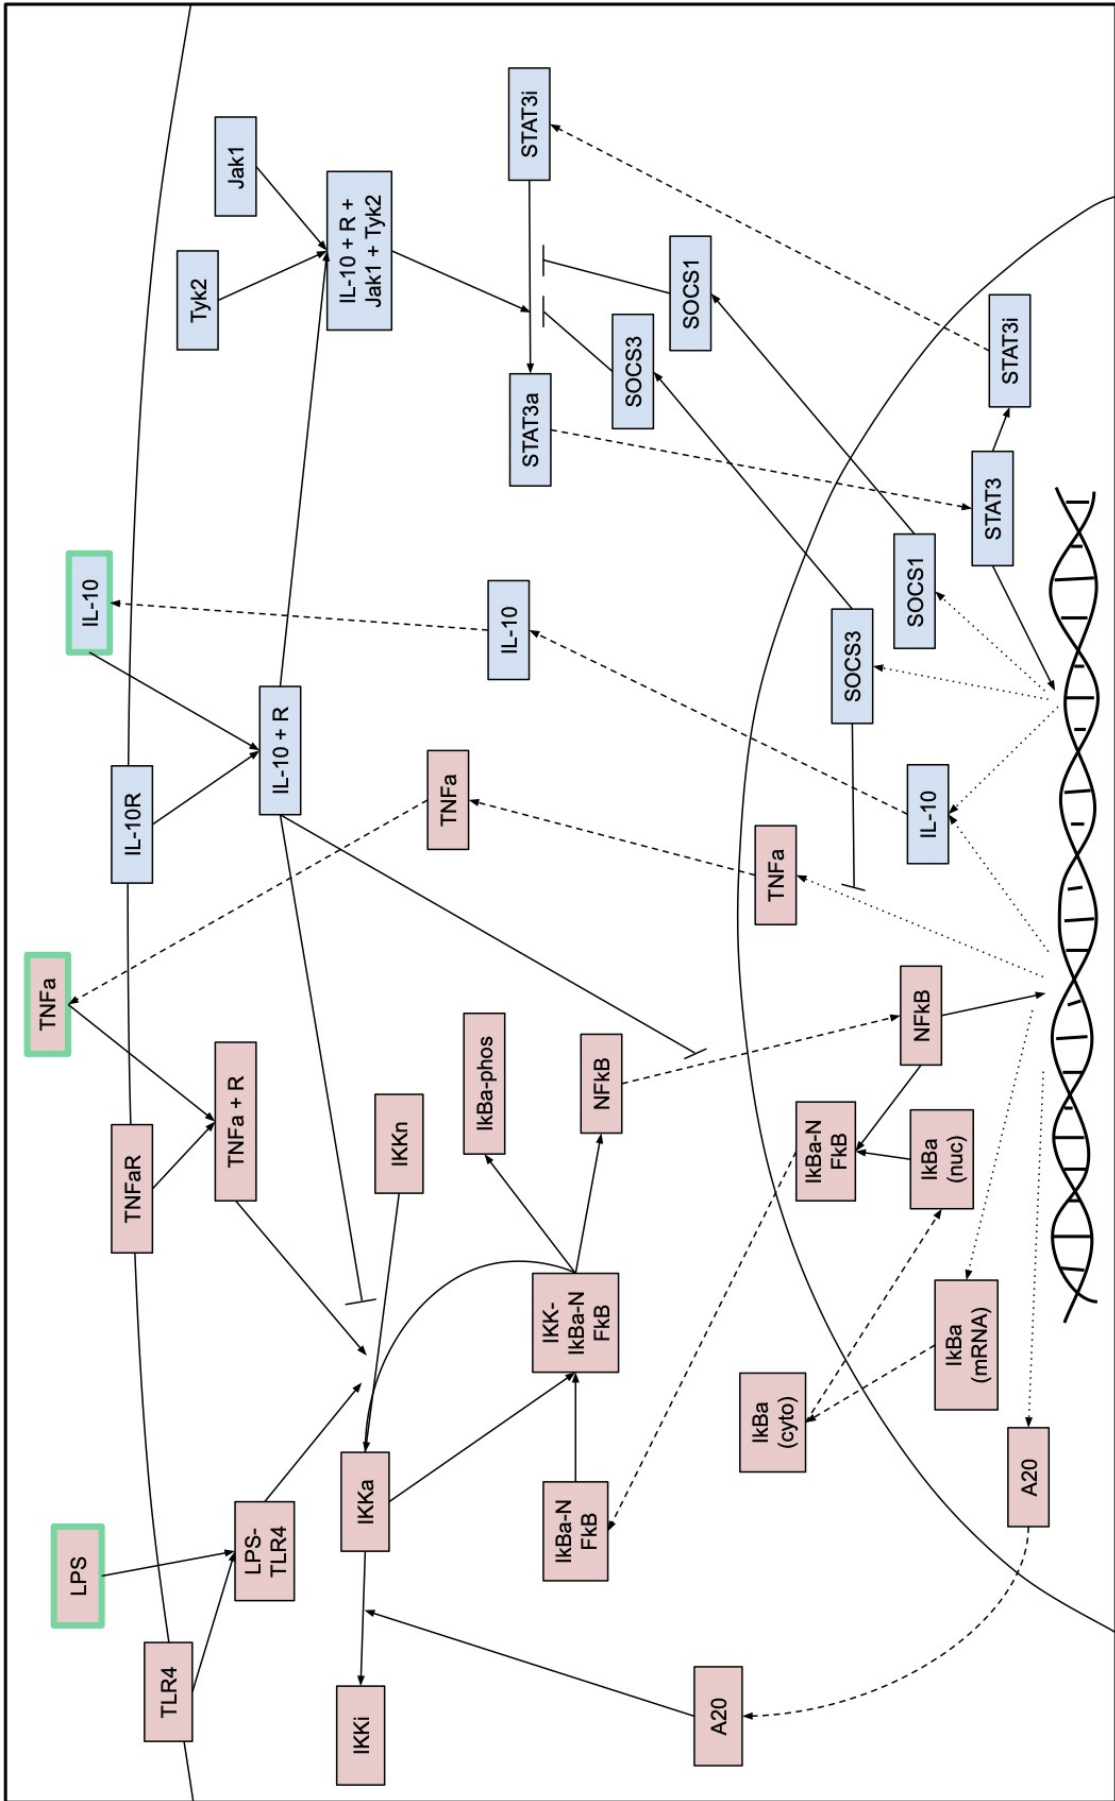 LPS
TNFa
IL-10
TLR4
TNFaR
IL-10R
LPS-
TLR4
TNFa + R
IL-10 + R
Tyk2
Jak1
IL-10 + R +
Jak1 + Tyk2
IKKi
IKKa
IKKn
IkBa-phos
TNFa
IL-10
STAT3a
STAT3i
IkBa-N
FkB
IKK-
IkBa-N
FkB
NFkB
SOCS3
SOCS1
A20
IkBa
(cyto)
IkBa-N
FkB
TNFa
SOCS3
SOCS1
A20
IkBa
(mRNA)
IkBa
(nuc)
NFkB
IL-10
STAT3
STAT3i